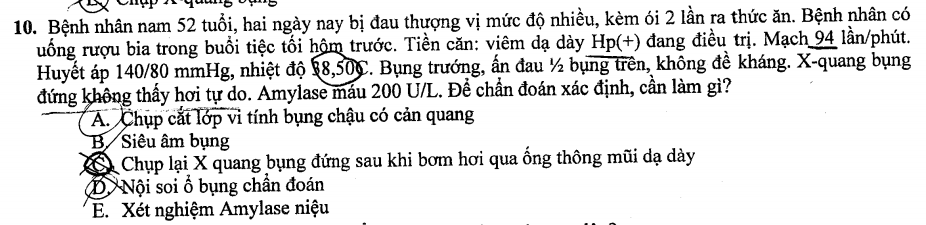 10. Bệnh nhân nam 52 tuổi, hai ngày nay bị đau thượng vị mức độ nhiều, kèm ói 2 lần ra thức ăn. Bệnh nhân có
uống rượu bia trong buổi tiệc tối hôm trước. Tiền căn: viêm dạ dày Hp(+) đang điều trị. Mạch 94 lần/phút.
Huyết áp 140/80 mmHg, nhiệt độ 38,50C. Bụng trướng, ấn đau ½ bụng trên, không đề kháng. X-quang bụng
đứng không thấy hơi tự do. Amylase máu 200 U/L. Để chẩn đoán xác định, cần làm gì?
A. Chụp cắt lớp vi tính bụng chậu có cản quang
B. Siêu âm bụng
C. Chụp lại X quang bụng đứng sau khi bơm hơi qua ống thông mũi dạ dày
D. Nội soi ổ bụng chẩn đoán
E. Xét nghiệm Amylase niệu